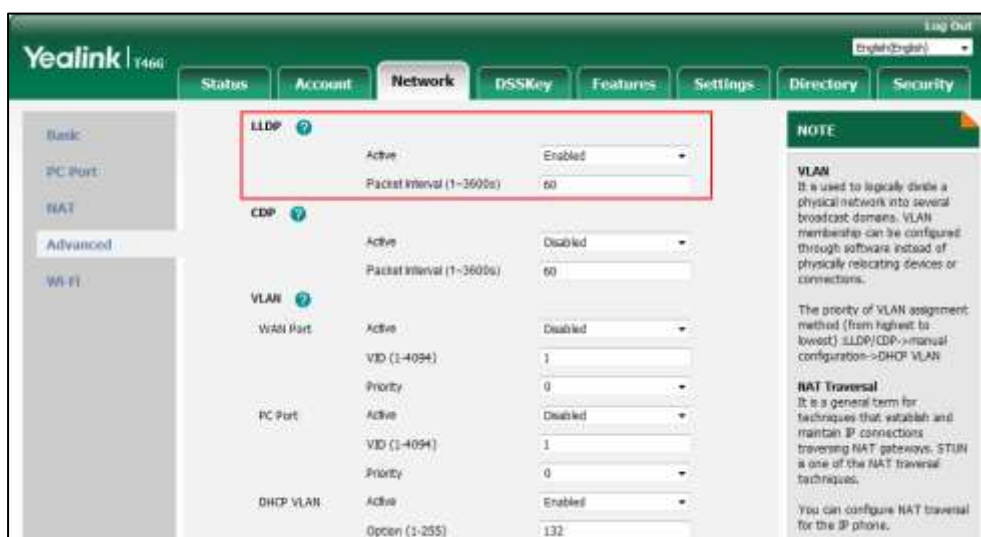 Log Out
Yealink T46G
English(English)
Status Account Network DSSKey Features Settings Directory Security
Basic
PC Port
NAT
Advanced
Wi-Fi
LLDP ?
Active Enabled
Packet Interval (1~3600s) 60
CDP ?
Active Disabled
Packet Interval (1~3600s) 60
VLAN ?
WAN Port Active Disabled
VID (1-4094) 1
Priority 0
PC Port Active Disabled
VID (1-4094) 1
Priority 0
DHCP VLAN Active Enabled
Option (1-255) 132
NOTE
VLAN
It is used to logically divide a
physical network into several
broadcast domains. VLAN
membership can be configured
through software instead of
physically relocating devices or
connections.
The priority of VLAN assignment
method (from highest to
lowest) :LLDP/CDP->manual
configuration->DHCP VLAN
NAT Traversal
It is a general term for
techniques that establish and
maintain IP connections
traversing NAT gateways. STUN
is one of the NAT traversal
techniques.
You can configure NAT traversal
for the IP phone.